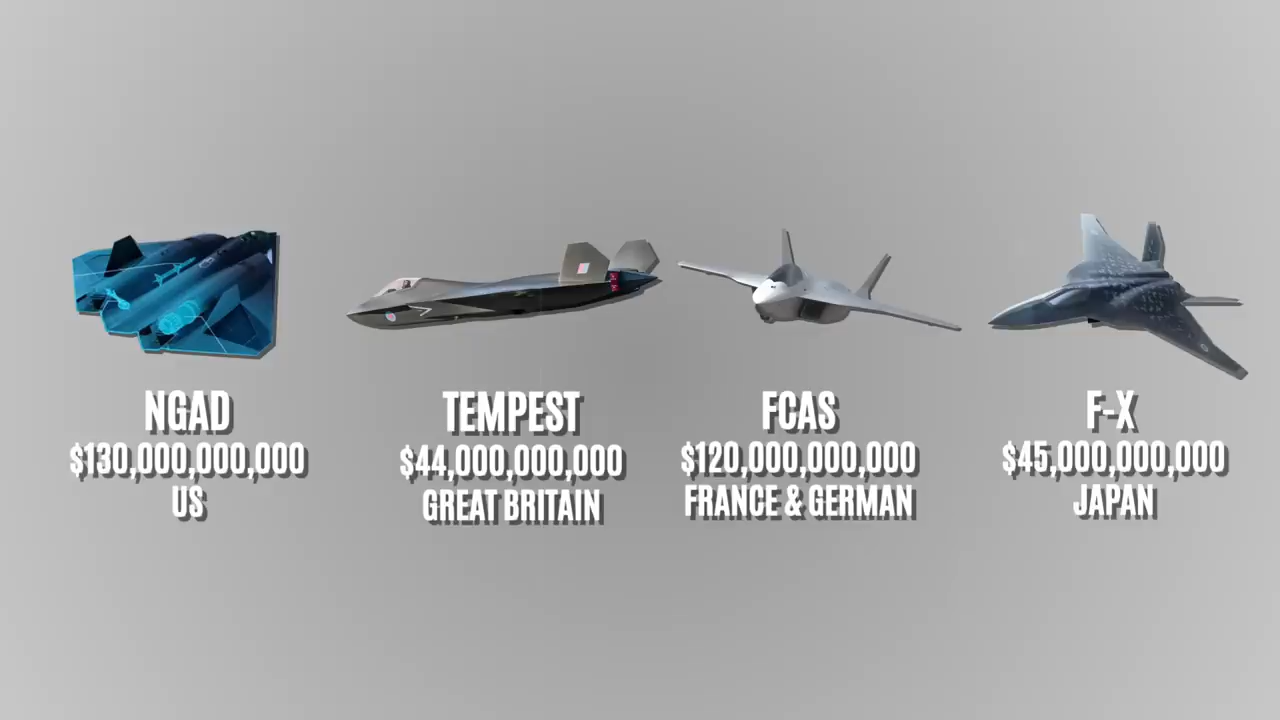 NGAD
$130,000,000,000
US
TEMPEST
$44,000,000,000
GREAT BRITAIN
FCAS
$120,000,000,000
FRANCE & GERMAN
F-X
$45,000,000,000
JAPAN